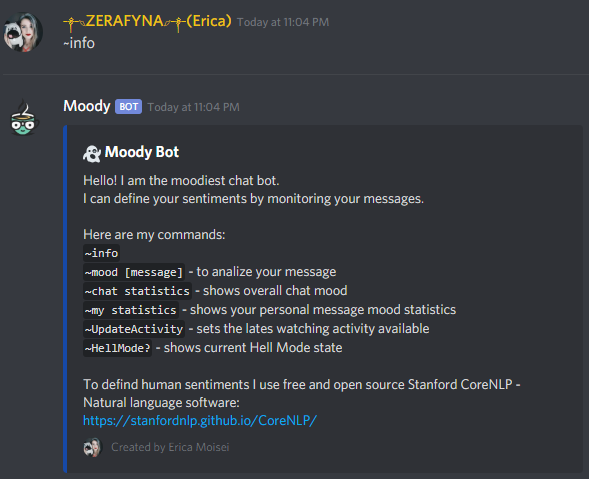 ZERAFYNA (Erica) Today at 11:04 PM
~info
Moody BOT Today at 11:04 PM
👻 Moody Bot
Hello! I am the moodiest chat bot.
I can define your sentiments by monitoring your messages.
Here are my commands:
~info
~mood [message] - to analize your message
~chat statistics - shows overall chat mood
~my statistics - shows your personal message mood statistics
~UpdateActivity - sets the lates watching activity available
~HellMode? - shows current Hell Mode state
To defind human sentiments I use free and open source Stanford CoreNLP -
Natural language software:
https://stanfordnlp.github.io/CoreNLP/
Created by Erica Moisei